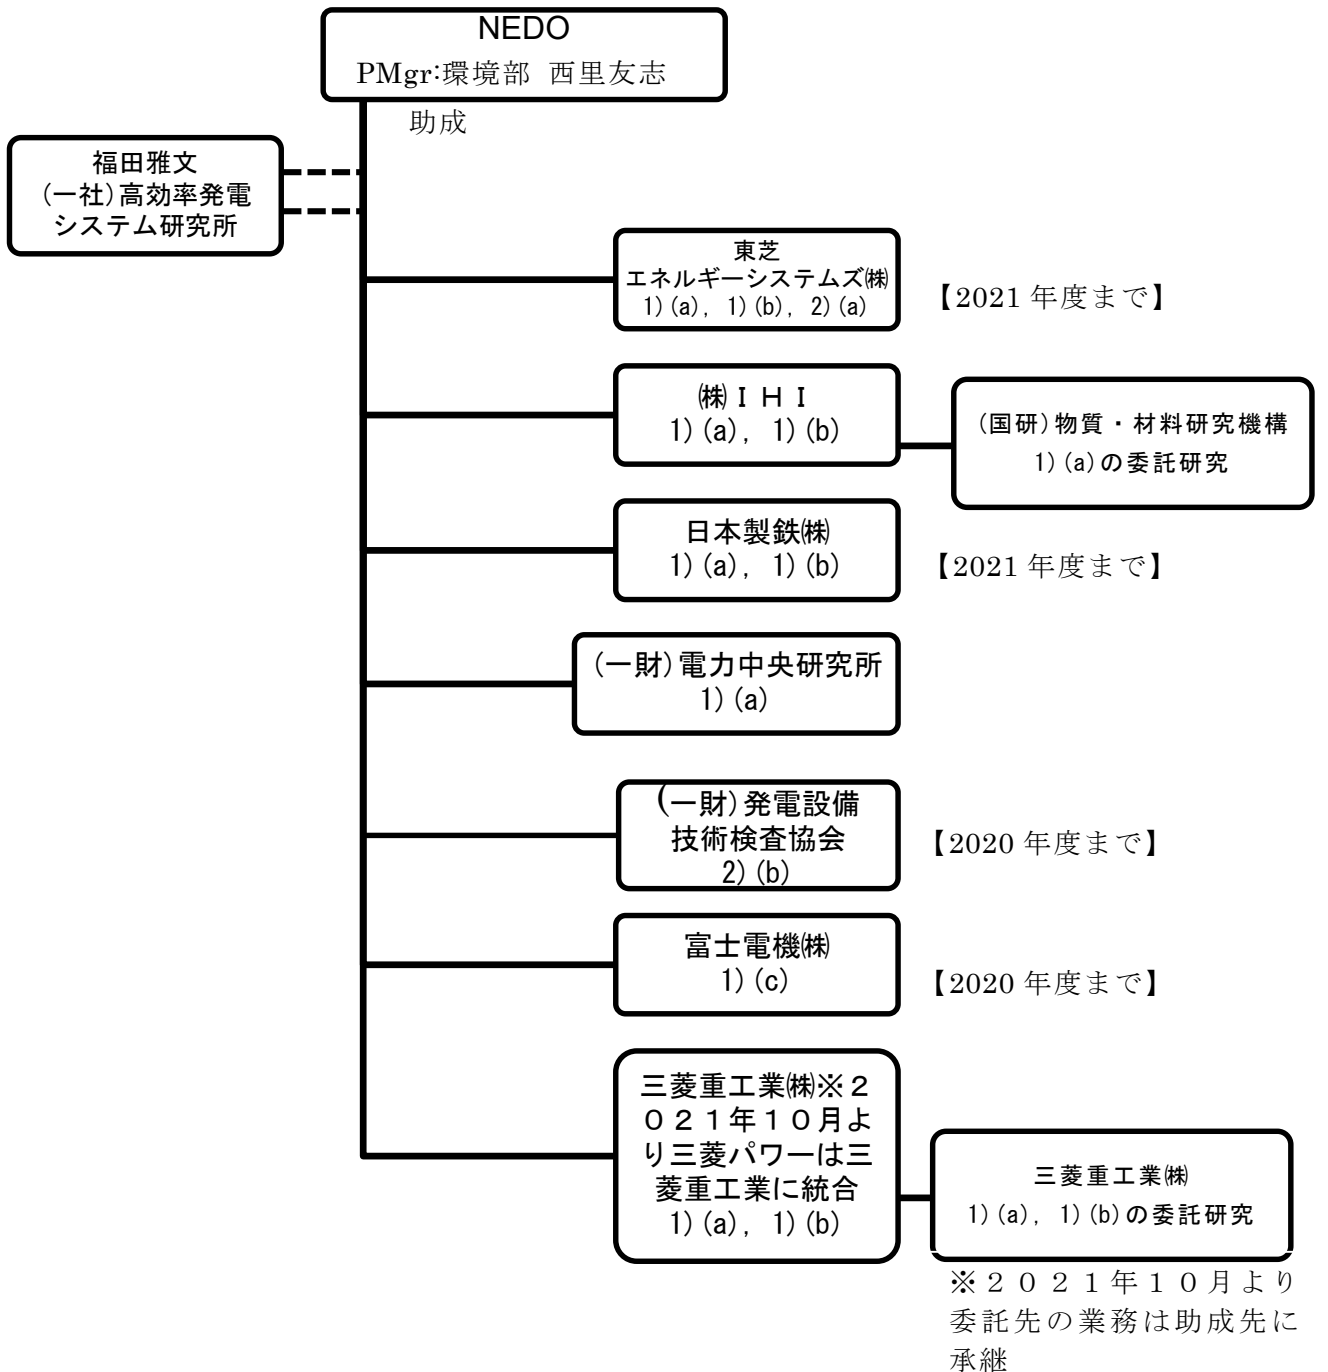 NEDO
PMgr:環境部 西里友志
助成
福田雅文
(一社)高効率発電
システム研究所
東芝
エネルギーシステムズ㈱
1)(a), 1)(b), 2)(a)
【2021 年度まで】
㈱ＩＨＩ
1)(a), 1)(b)
(国研)物質・材料研究機構
1)(a)の委託研究
日本製鉄㈱
1)(a), 1)(b)
【2021 年度まで】
(一財)電力中央研究所
1)(a)
(一財)発電設備
技術検査協会
2)(b)
【2020 年度まで】
富士電機㈱
1)(c)
【2020 年度まで】
三菱重工業㈱※２
０２１年１０月よ
り三菱パワーは三
菱重工業に統合
1)(a), 1)(b)
三菱重工業㈱
1)(a), 1)(b)の委託研究
※２０２１年１０月より
委託先の業務は助成先に
承継